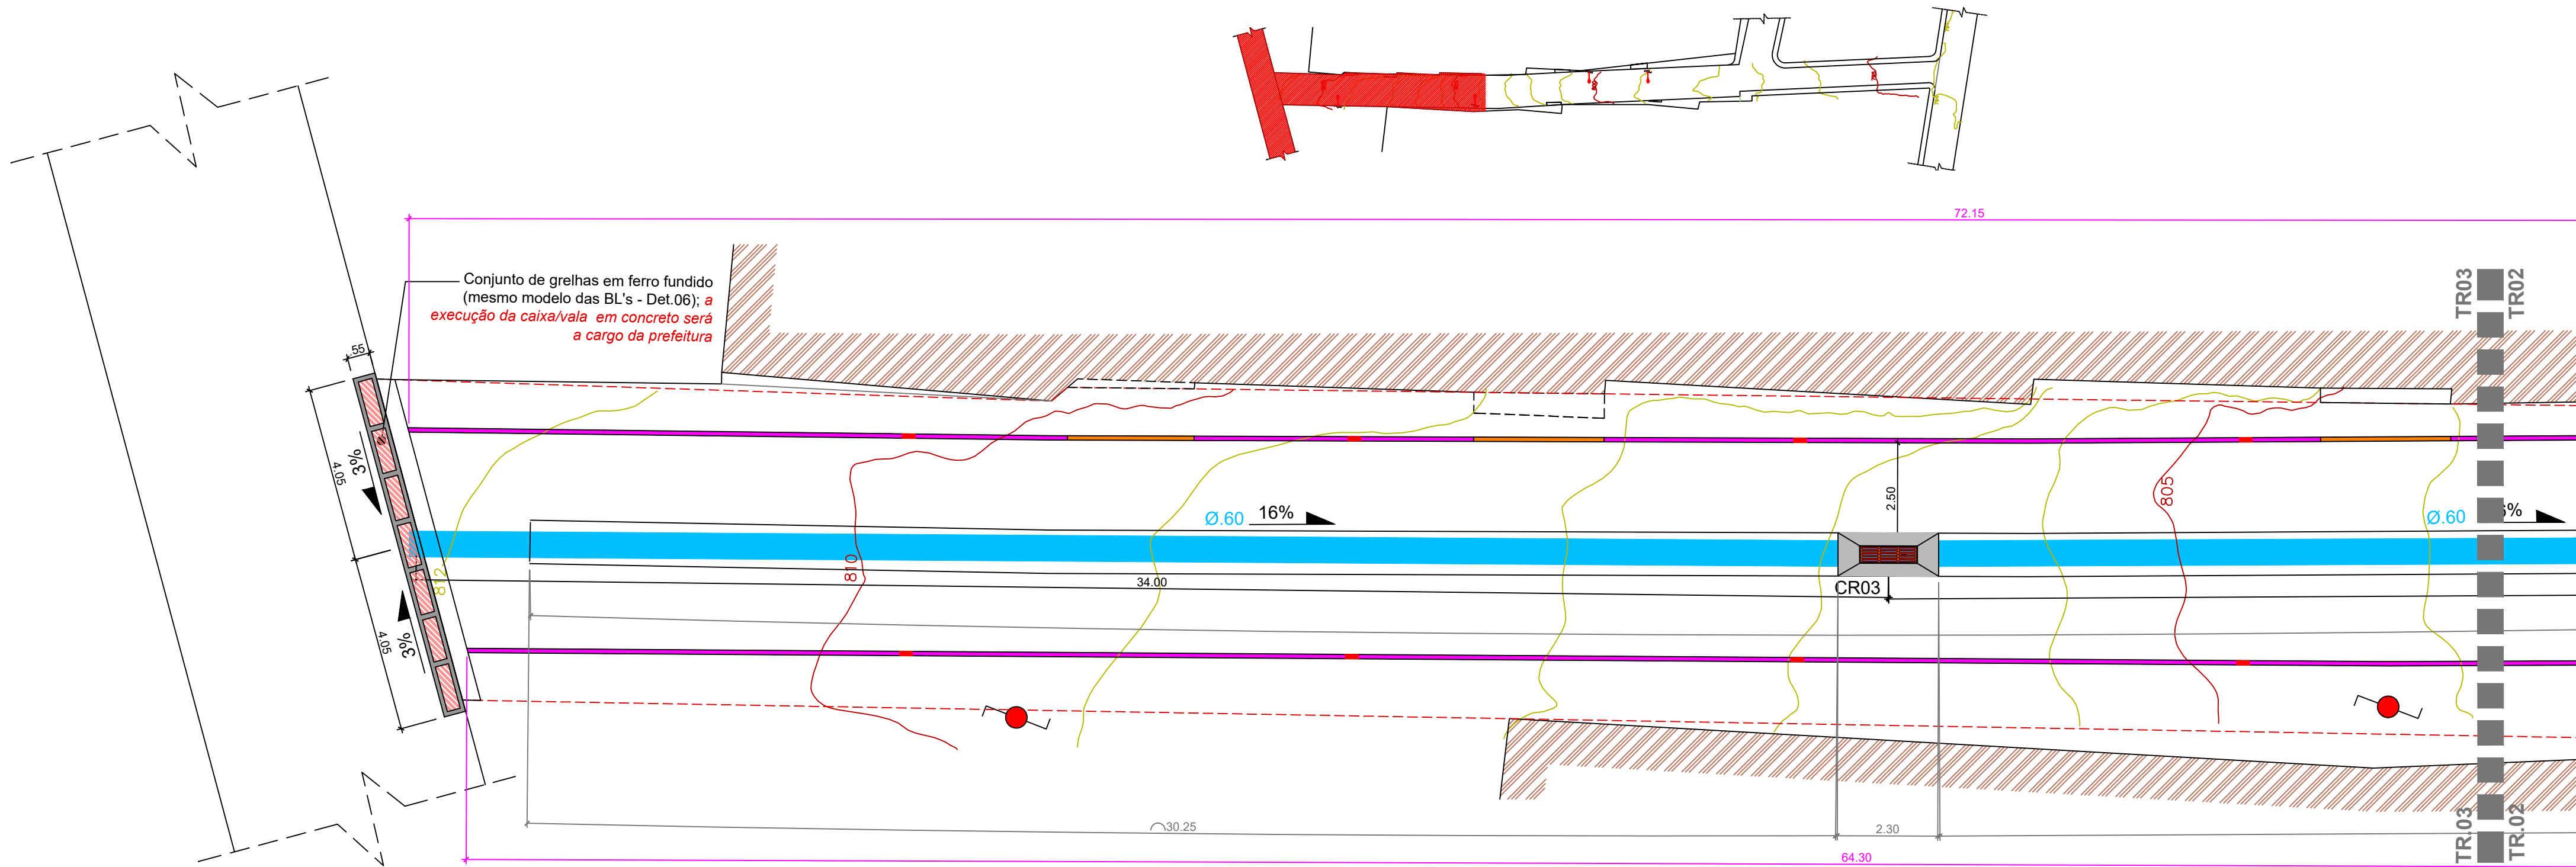 72.15
Conjunto de grelhas em ferro fundido
(mesmo modelo das BL's - Det.06); a
execução da caixa/vala em concreto será
a cargo da prefeitura
TR03
TR02
.55
4.05
3%
4.05
3%
812
810
Ø.60
16%
34.00
2.50
CR03
805
Ø.60
6%
30.25
2.30
64.30
TR.03
TR.02